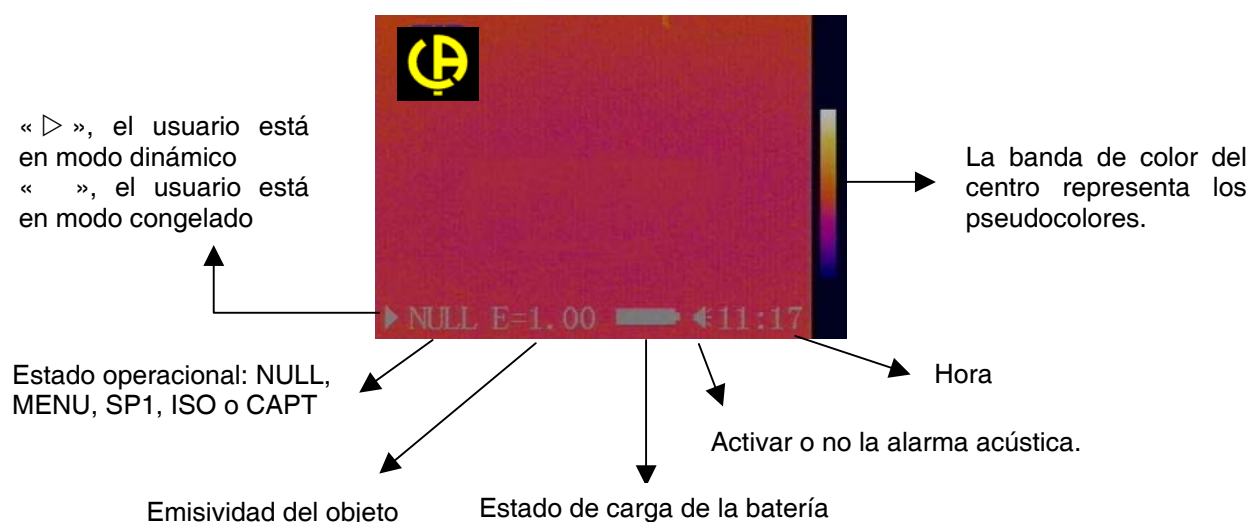 « ▷ », el usuario está
en modo dinámico
« », el usuario está
en modo congelado
La banda de color del
centro representa los
pseudocolores.
NULL E=1.00 11:17
Estado operacional: NULL,
MENU, SP1, ISO o CAPT
Hora
Activar o no la alarma acústica.
Emisividad del objeto
Estado de carga de la batería